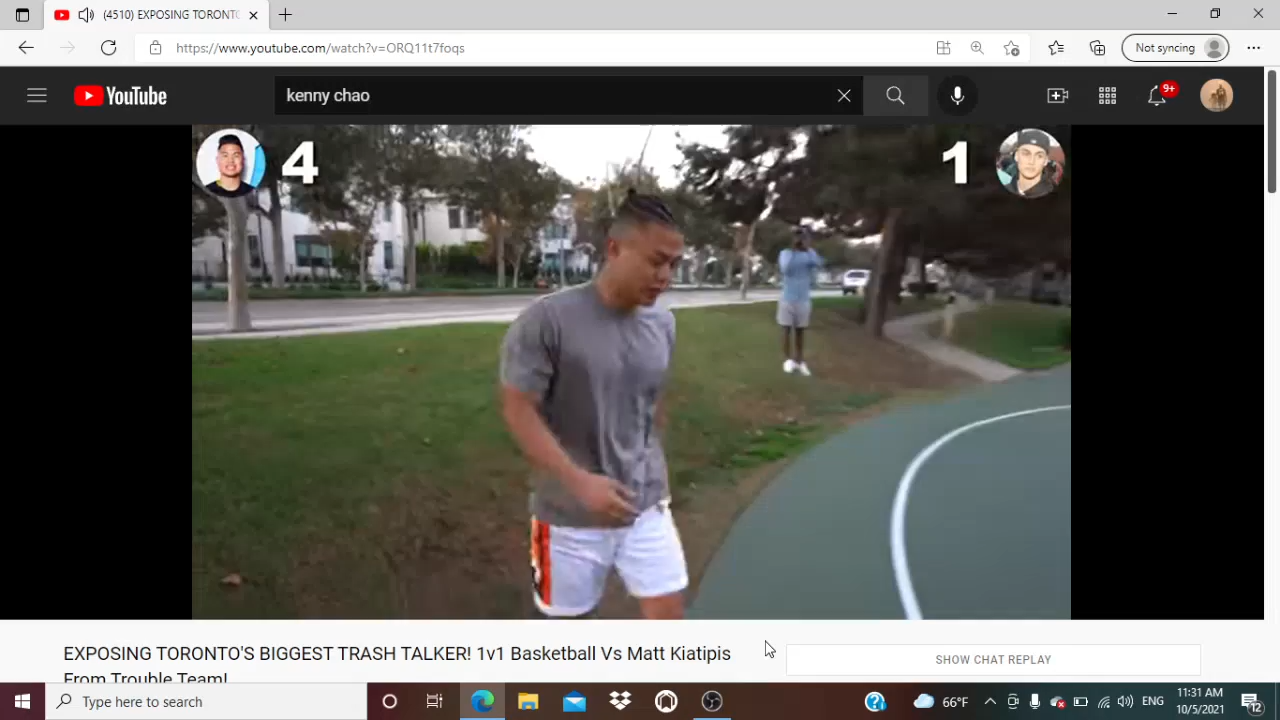 (4510) EXPOSING TORONTO
https://www.youtube.com/watch?v=ORQ11t7foqs
Not syncing
YouTube
kenny chao
9+
4
1
EXPOSING TORONTO'S BIGGEST TRASH TALKER! 1v1 Basketball Vs Matt Kiatipis
From Trouble Team!
SHOW CHAT REPLAY
Type here to search
66°F
ENG
11:31 AM
10/5/2021
12